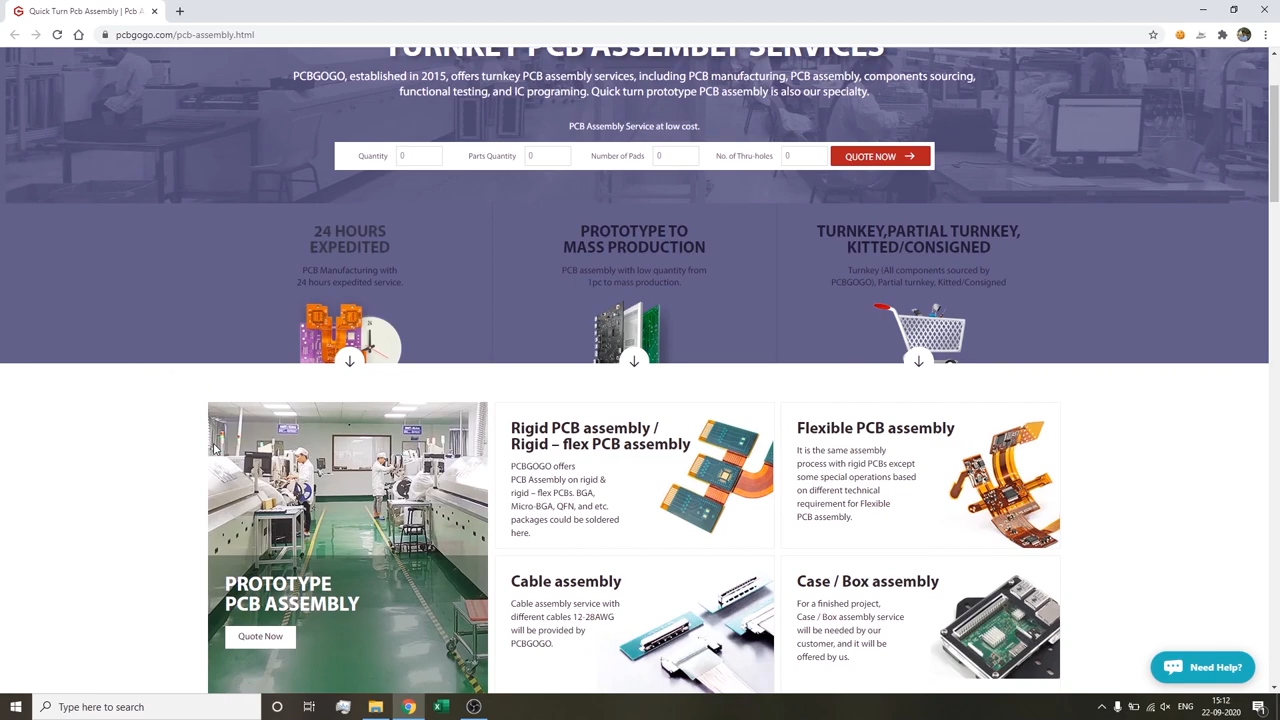 Quick Turn Pcb Assembly, Pcb A
pcbgogo.com/pcb-assembly.html
TURNKEY PCB ASSEMBLY SERVICES
PCBGOGO, established in 2015, offers turnkey PCB assembly services, including PCB manufacturing, PCB assembly, components sourcing,
functional testing, and IC programing. Quick turn prototype PCB assembly is also our specialty.
PCB Assembly Service at low cost.
Quantity 0 Parts Quantity 0 Number of Pads 0 No. of Thru-holes 0 QUOTE NOW
24 HOURS
EXPEDITED
PCB Manufacturing with
24 hours expedited service.
PROTOTYPE TO
MASS PRODUCTION
PCB assembly with low quantity from
1pc to mass production.
TURNKEY,PARTIAL TURNKEY,
KITTED/CONSIGNED
Turnkey (All components sourced by
PCBGOGO), Partial turnkey, Kitted/Consigned
PROTOTYPE
PCB ASSEMBLY
Quote Now
Rigid PCB assembly /
Rigid – flex PCB assembly
PCBGOGO offers
PCB Assembly on rigid &
rigid – flex PCBs. BGA,
Micro-BGA, QFN, and etc.
packages could be soldered
here.
Flexible PCB assembly
It is the same assembly
process with rigid PCBs except
some special operations based
on different technical
requirement for Flexible
PCB assembly.
Cable assembly
Cable assembly service with
different cables 12-28AWG
will be provided by
PCBGOGO.
Case / Box assembly
For a finished project,
Case / Box assembly service
will be needed by our
customer, and it will be
offered by us.
Need Help?
Type here to search
ENG
15:12
22-09-2020